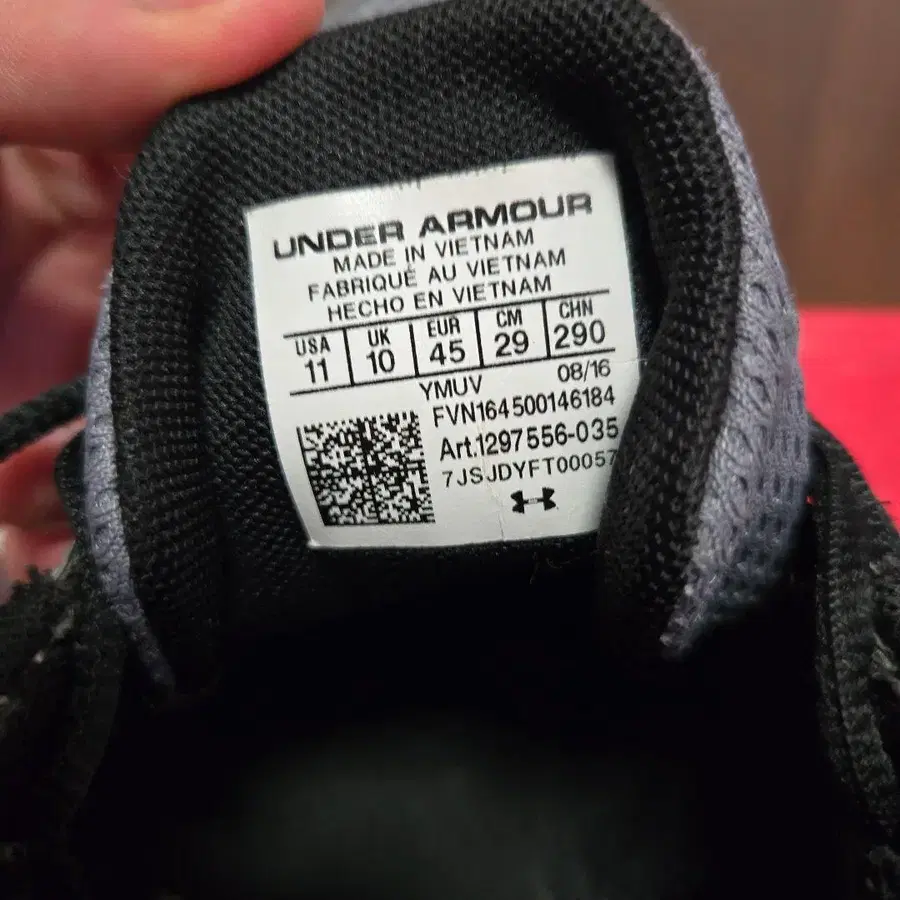 UNDER ARMOUR
MADE IN VIETNAM
FABRIQUÉ AU VIETNAM
HECHO EN VIETNAM
USA UK EUR CM CHN
11 10 45 29 290
YMUV 08/16
FVN164500146184
Art.1297556-035
7JSJDYFT00057